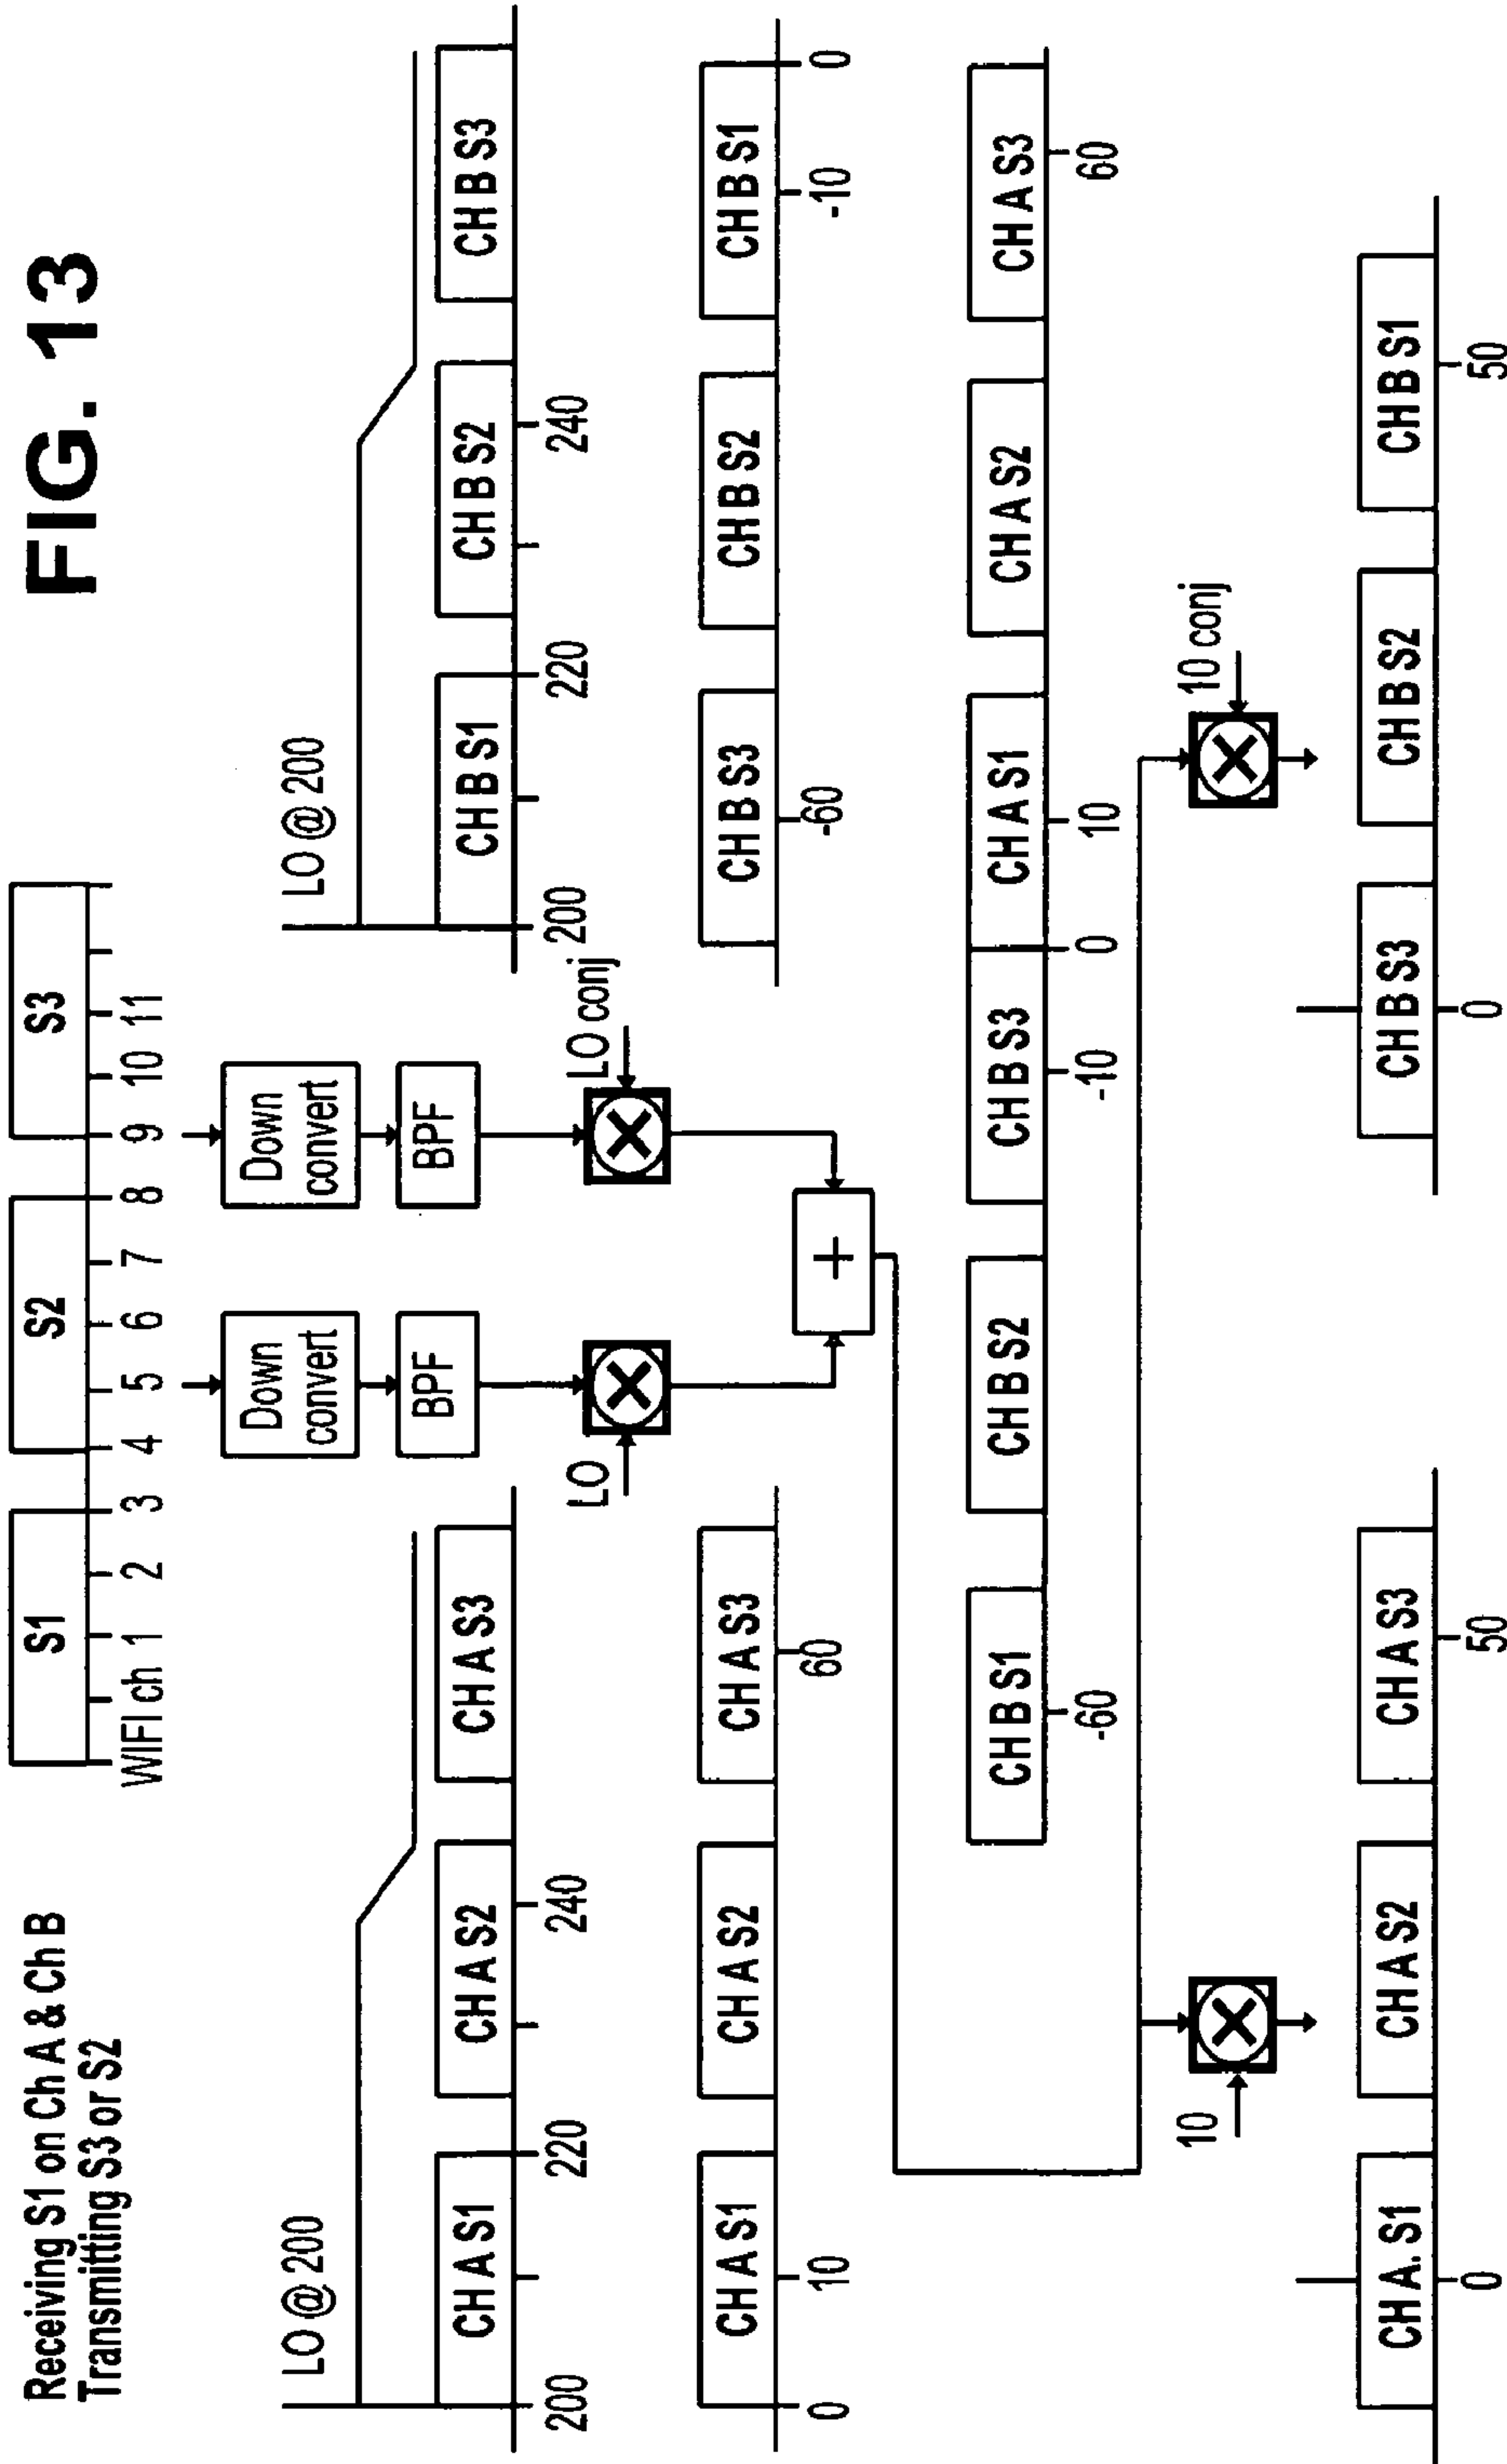 FIG. 13
Receiving S1 on Ch A & Ch B
Transmitting S3 or S2
S1 S2 S3
WIFI ch 1 2 3 4 5 6 7 8 9 10 11
Down convert
Down convert
BPF
BPF
LO
LO conj
LO @ 200
CH A S1 CH A S2 CH A S3
200 220 240
LO @ 200
CH B S1 CH B S2 CH B S3
200 220 240
CH A S1 CH A S2 CH A S3
0 10 60
CH B S3 CH B S2 CH B S1
-60 -10 0
+
CH B S1 CH B S2 CH B S3 CH A S1 CH A S2 CH A S3
-60 -10 0 10 60
10
10 conj
CH A. S1 CH A S2 CH A S3
0 50
CH B S3 CH B S2 CH B S1
0 50